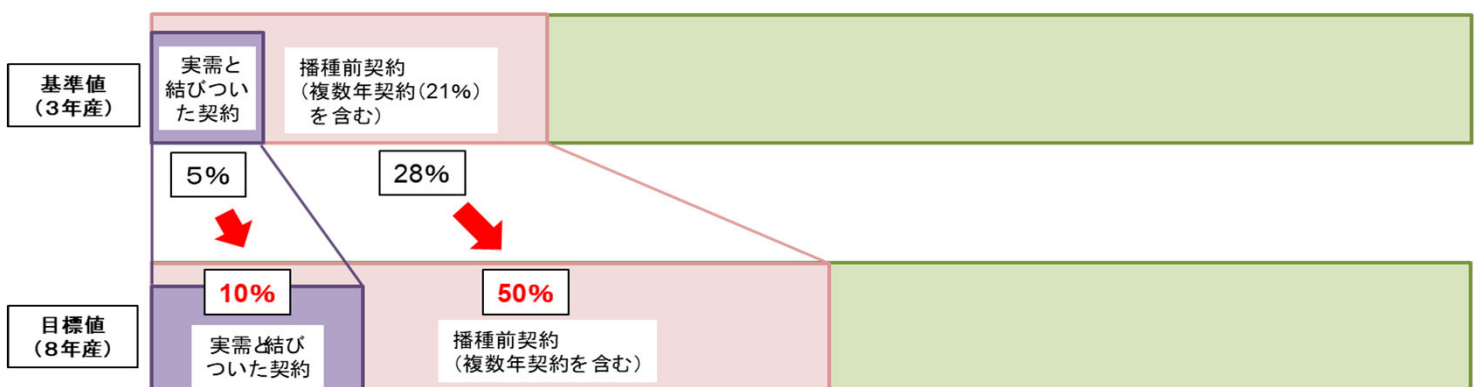 基準値
（3年産）
実需と
結びつい
た契約
播種前契約
（複数年契約（21%）
を含む）
5%
28%
目標値
（8年産）
10%
50%
実需と結び
ついた契約
播種前契約
（複数年契約を含む）